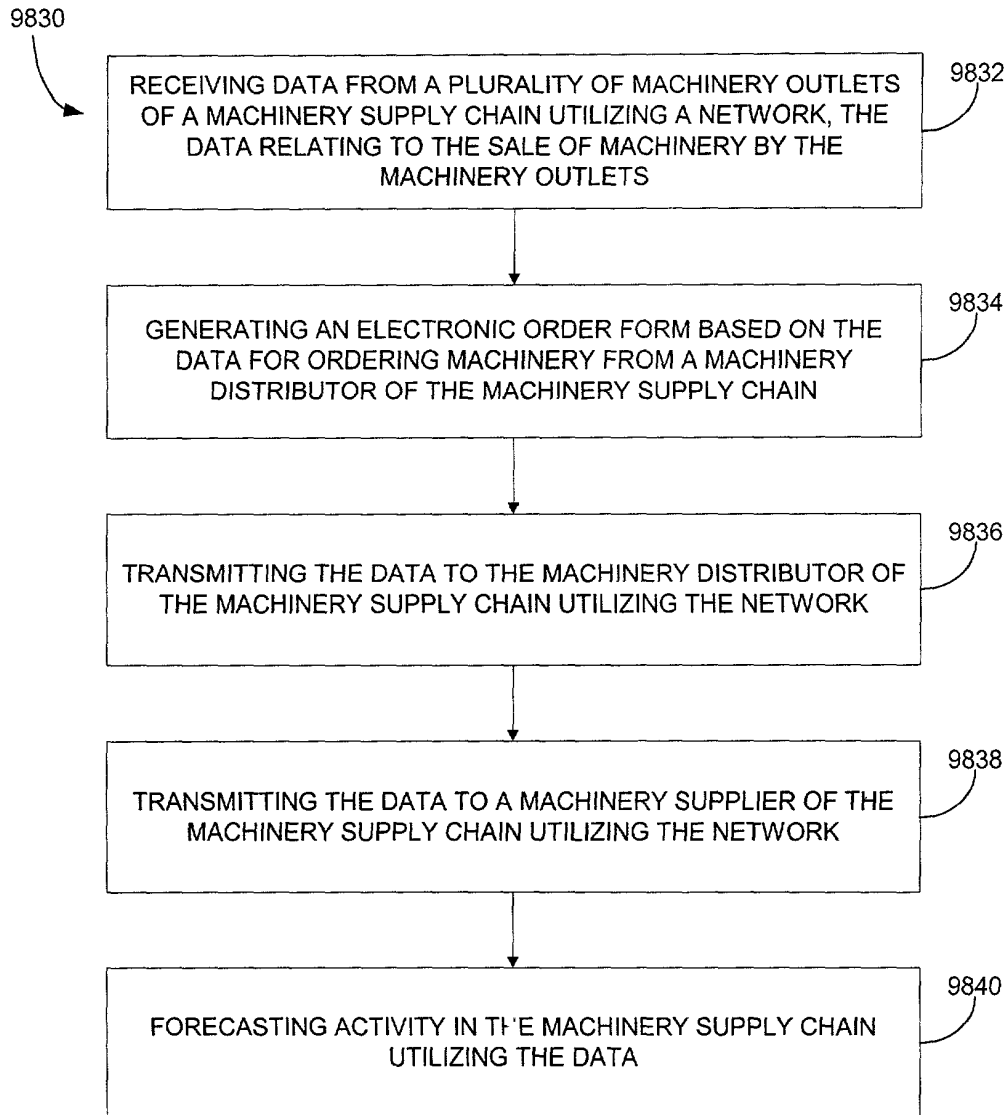 9830
RECEIVING DATA FROM A PLURALITY OF MACHINERY OUTLETS
OF A MACHINERY SUPPLY CHAIN UTILIZING A NETWORK, THE
DATA RELATING TO THE SALE OF MACHINERY BY THE
MACHINERY OUTLETS
9832
GENERATING AN ELECTRONIC ORDER FORM BASED ON THE
DATA FOR ORDERING MACHINERY FROM A MACHINERY
DISTRIBUTOR OF THE MACHINERY SUPPLY CHAIN
9834
TRANSMITTING THE DATA TO THE MACHINERY DISTRIBUTOR OF
THE MACHINERY SUPPLY CHAIN UTILIZING THE NETWORK
9836
TRANSMITTING THE DATA TO A MACHINERY SUPPLIER OF THE
MACHINERY SUPPLY CHAIN UTILIZING THE NETWORK
9838
FORECASTING ACTIVITY IN THE MACHINERY SUPPLY CHAIN
UTILIZING THE DATA
9840